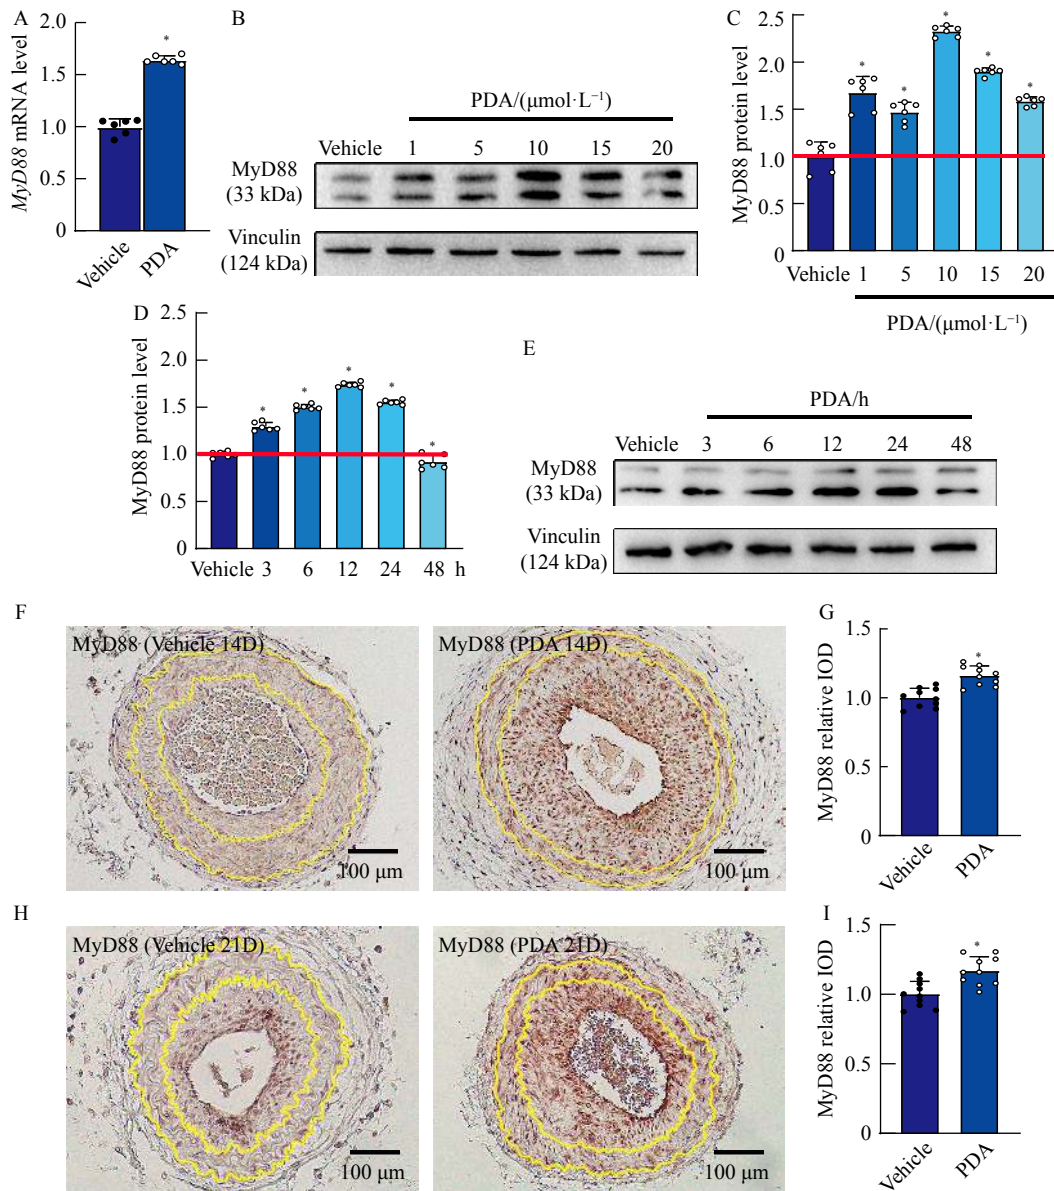 A
2.0
1.5
1.0
0.5
0
MyD88 mRNA level
*
Vehicle
PDA
B
PDA/(μmol·L⁻¹)
Vehicle 1 5 10 15 20
MyD88
(33 kDa)
Vinculin
(124 kDa)
C
2.5
2.0
1.5
1.0
2.5
0
MyD88 protein level
* * * * *
Vehicle 1 5 10 15 20
PDA/(μmol·L⁻¹)
D
2.5
2.0
1.5
1.0
0.5
0
MyD88 protein level
* * * * *
Vehicle 3 6 12 24 48 h
E
PDA/h
Vehicle 3 6 12 24 48
MyD88
(33 kDa)
Vinculin
(124 kDa)
F
MyD88 (Vehicle 14D)
100 μm
MyD88 (PDA 14D)
100 μm
G
1.5
1.0
1.0
0
MyD88 relative IOD
*
Vehicle
PDA
H
MyD88 (Vehicle 21D)
100 μm
MyD88 (PDA 21D)
100 μm
I
1.5
1.0
0.5
0
MyD88 relative IOD
*
Vehicle
PDA